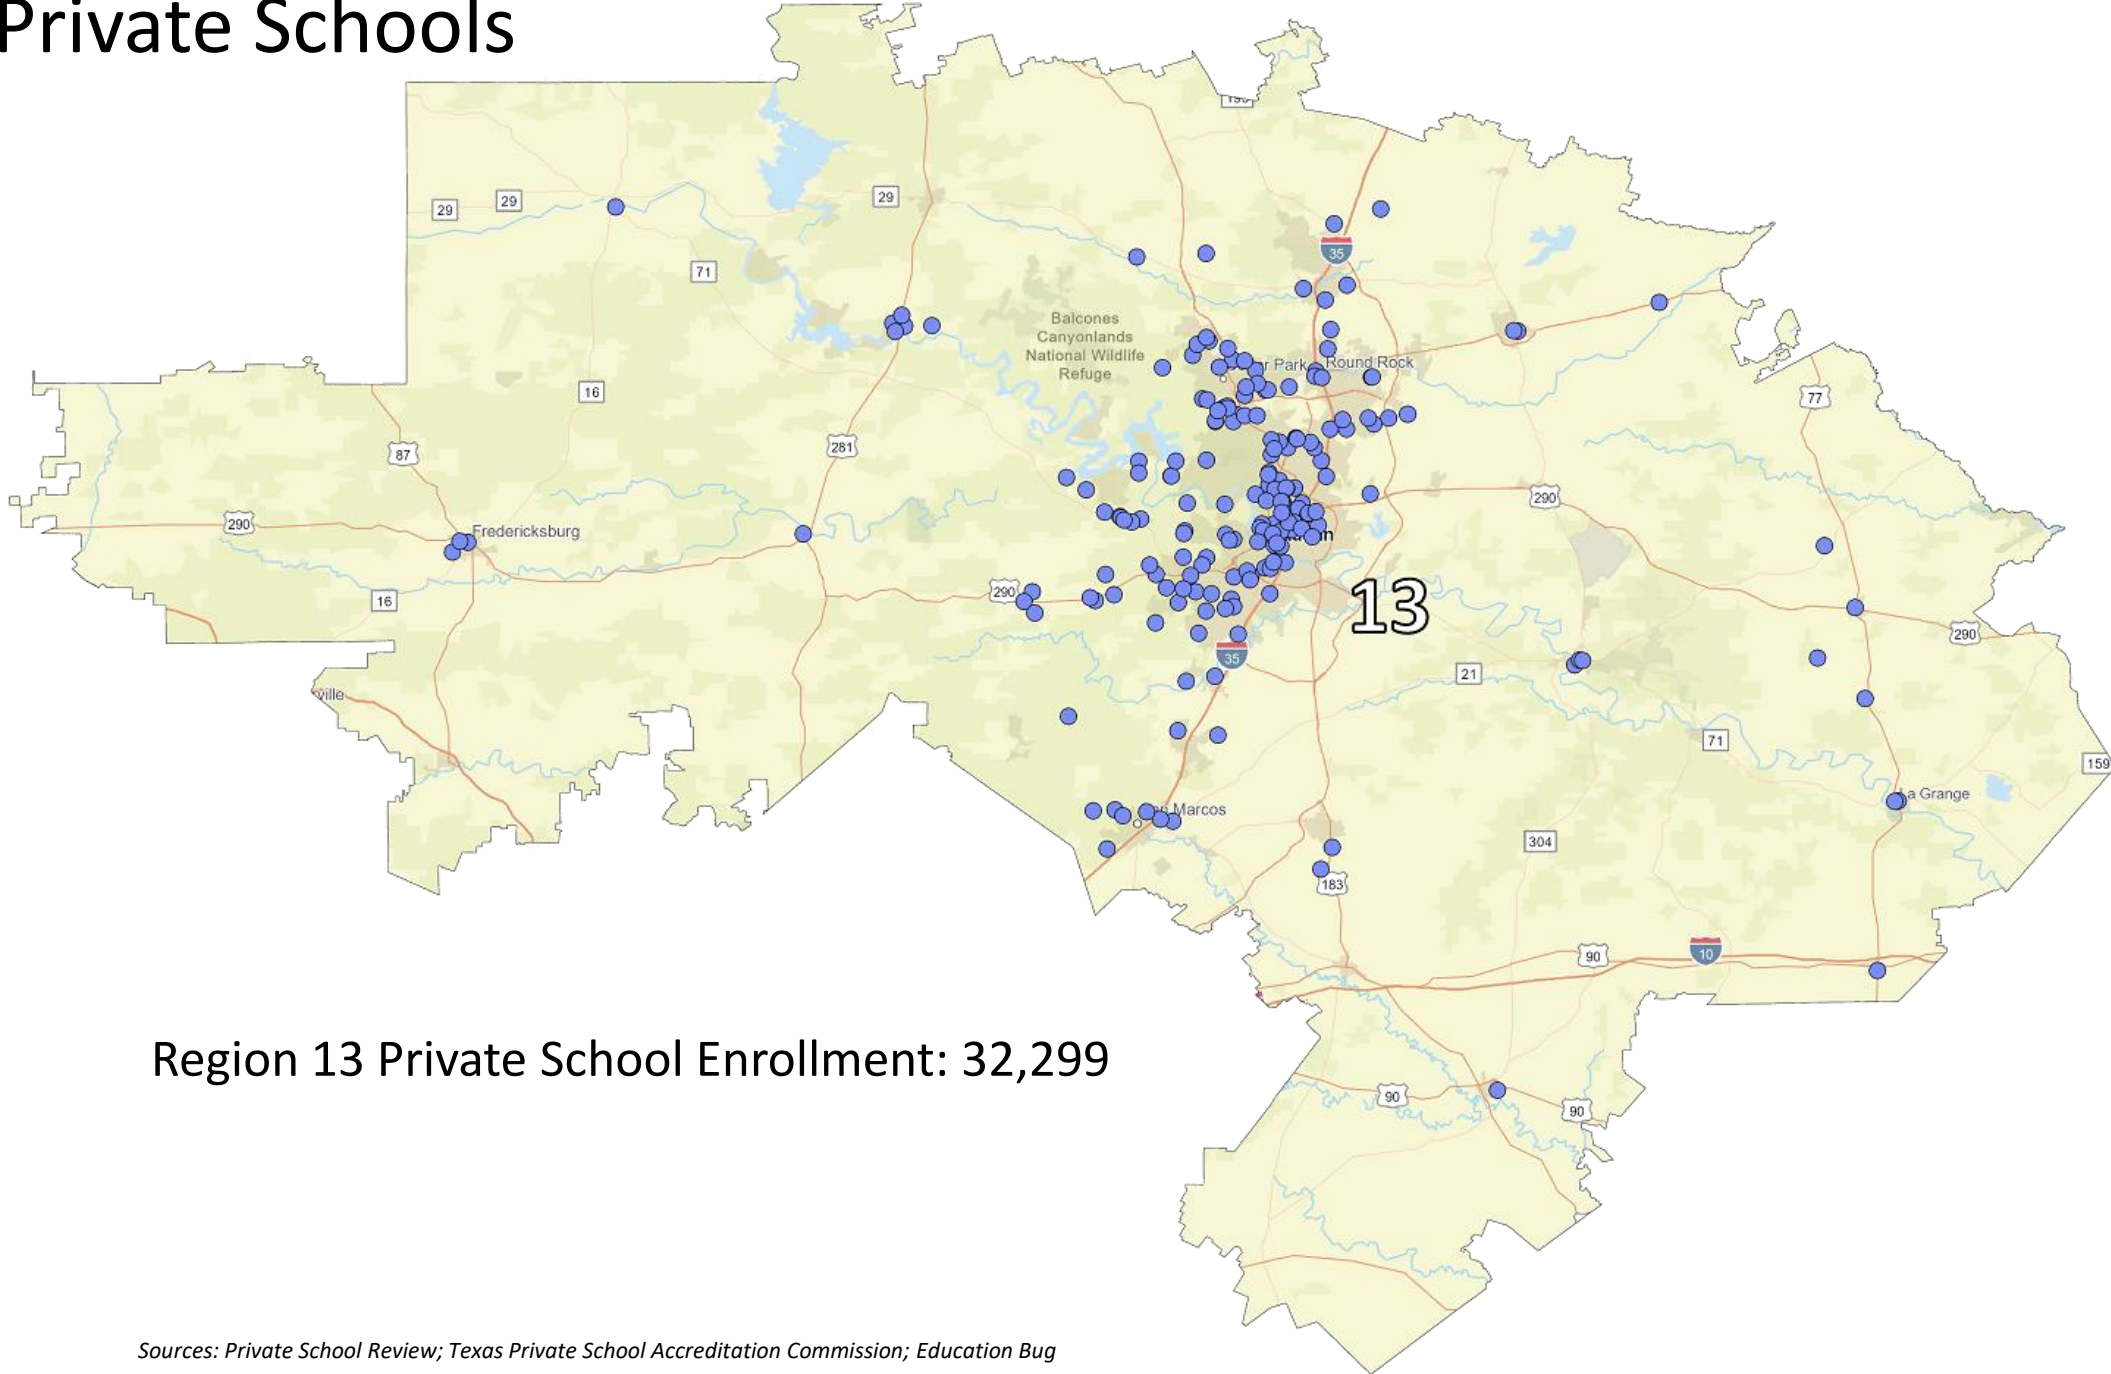 Private Schools
29
29
29
71
35
Balcones
Canyonlands
National Wildlife
Refuge
Round Rock
16
77
87
281
290
290
Fredericksburg
290
16
13
290
35
21
71
159
La Grange
Marcos
304
183
90
10
Region 13 Private School Enrollment: 32,299
90
90
Sources: Private School Review; Texas Private School Accreditation Commission; Education Bug